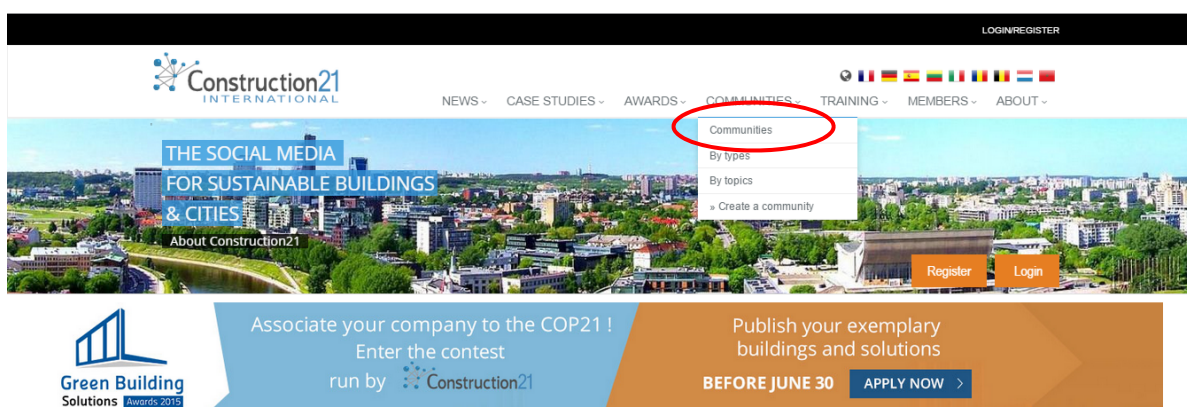 LOGIN/REGISTER
Construction21
INTERNATIONAL
NEWS CASE STUDIES AWARDS COMMUNITIES TRAINING MEMBERS ABOUT
Communities
By types
By topics
» Create a community
THE SOCIAL MEDIA
FOR SUSTAINABLE BUILDINGS
& CITIES
About Construction21
Register Login
Green Building
Solutions Awards 2015
Associate your company to the COP21 !
Enter the contest
run by Construction21
Publish your exemplary
buildings and solutions
BEFORE JUNE 30 APPLY NOW >